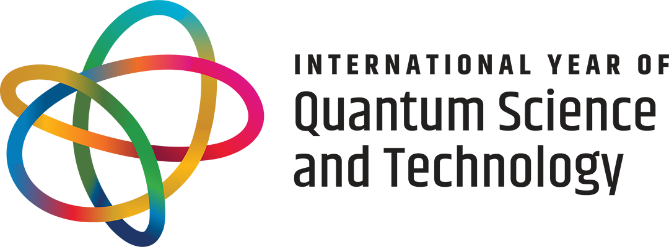 INTERNATIONAL YEAR OF
Quantum Science
and Technology